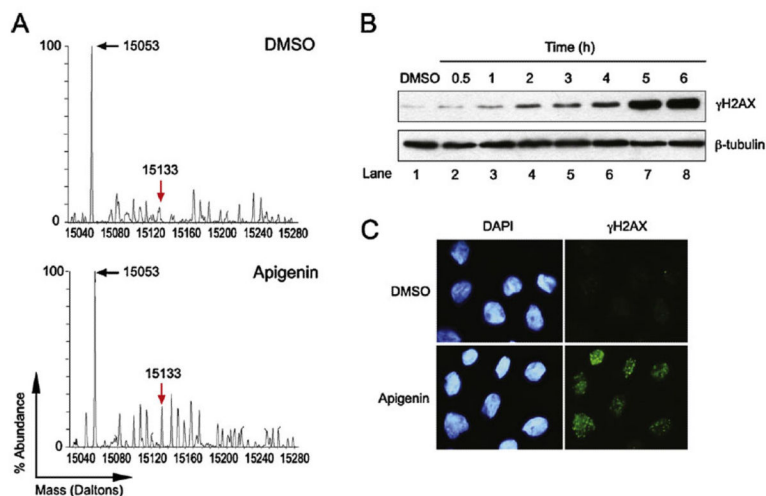 A
DMSO
100
15053
15133
0
15040 15080 15120 15160 15200 15240 15280
Apigenin
100
15053
15133
0
15040 15080 15120 15160 15200 15240 15280
% Abundance
Mass (Daltons)
B
Time (h)
DMSO 0.5 1 2 3 4 5 6
γH2AX
β-tubulin
Lane 1 2 3 4 5 6 7 8
C
DAPI γH2AX
DMSO
Apigenin